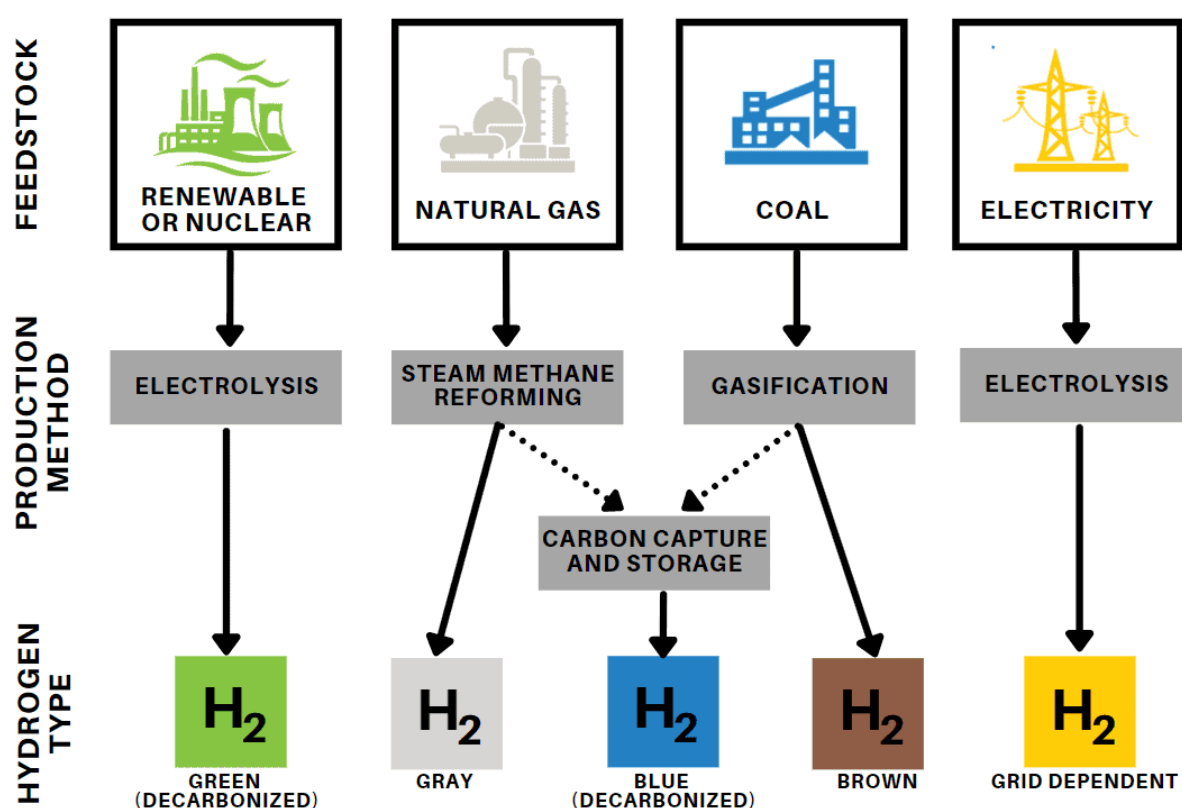 FEEDSTOCK
RENEWABLE
OR NUCLEAR
NATURAL GAS
COAL
ELECTRICITY
PRODUCTION
METHOD
ELECTROLYSIS
STEAM METHANE
REFORMING
GASIFICATION
ELECTROLYSIS
CARBON CAPTURE
AND STORAGE
HYDROGEN
TYPE
H2
GREEN
(DECARBONIZED)
H2
GRAY
H2
BLUE
(DECARBONIZED)
H2
BROWN
H2
GRID DEPENDENT